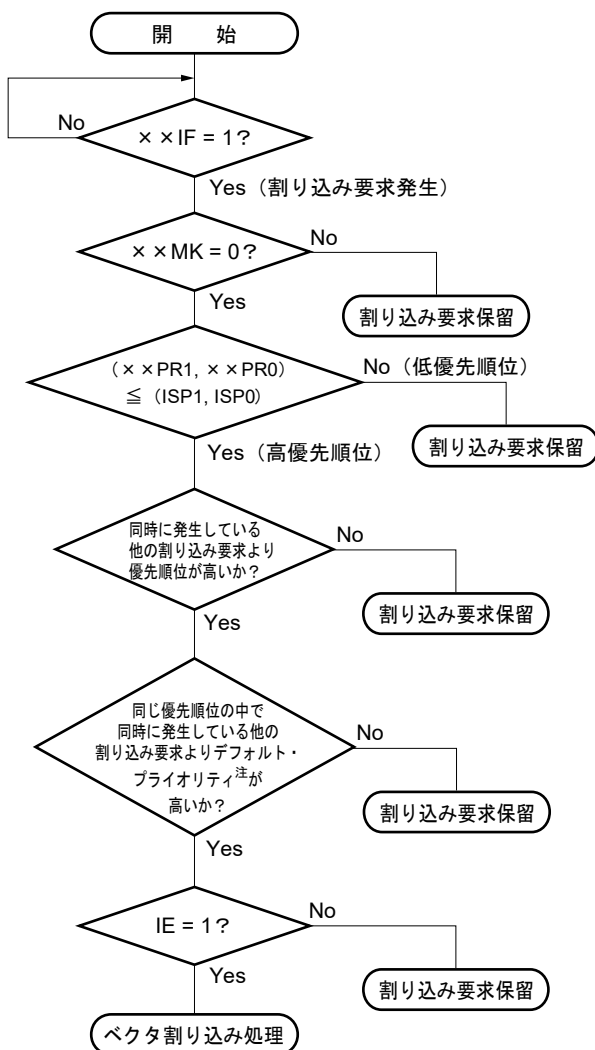 開　始
No
××IF = 1?
Yes（割り込み要求発生）
××MK = 0?
No
Yes
割り込み要求保留
（××PR1, ××PR0）
≦（ISP1, ISP0）
No（低優先順位）
Yes（高優先順位）
割り込み要求保留
同時に発生している
他の割り込み要求より
優先順位が高いか？
No
Yes
割り込み要求保留
同じ優先順位の中で
同時に発生している他の
割り込み要求よりデフォルト・
プライオリティ注が
高いか？
No
Yes
割り込み要求保留
IE = 1?
No
Yes
割り込み要求保留
ベクタ割り込み処理